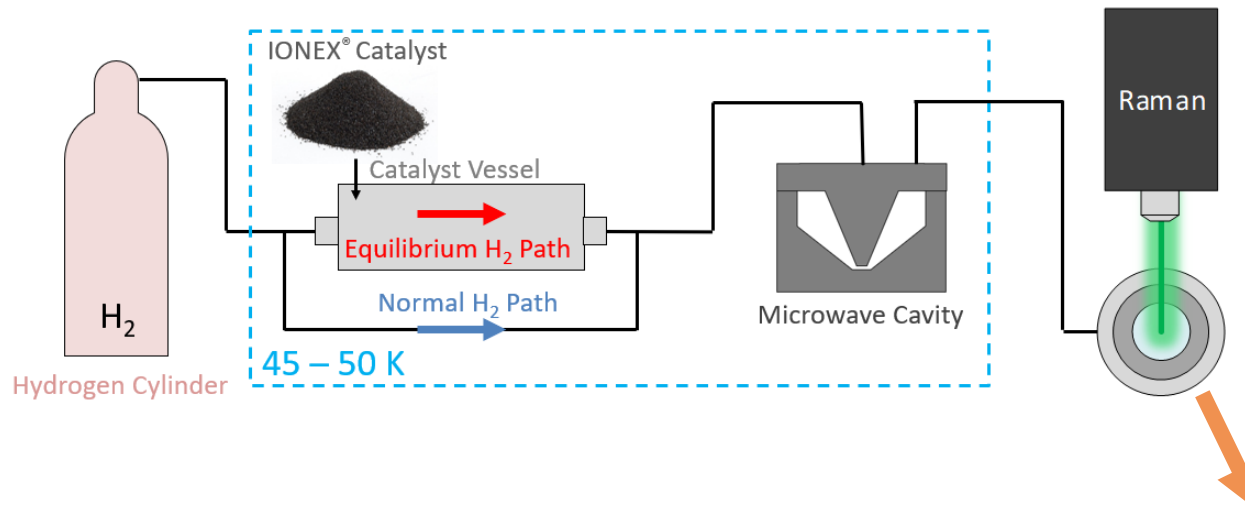 IONEX® Catalyst
Raman
Catalyst Vessel
Equilibrium H₂ Path
Normal H₂ Path
H₂
Microwave Cavity
45 – 50 K
Hydrogen Cylinder